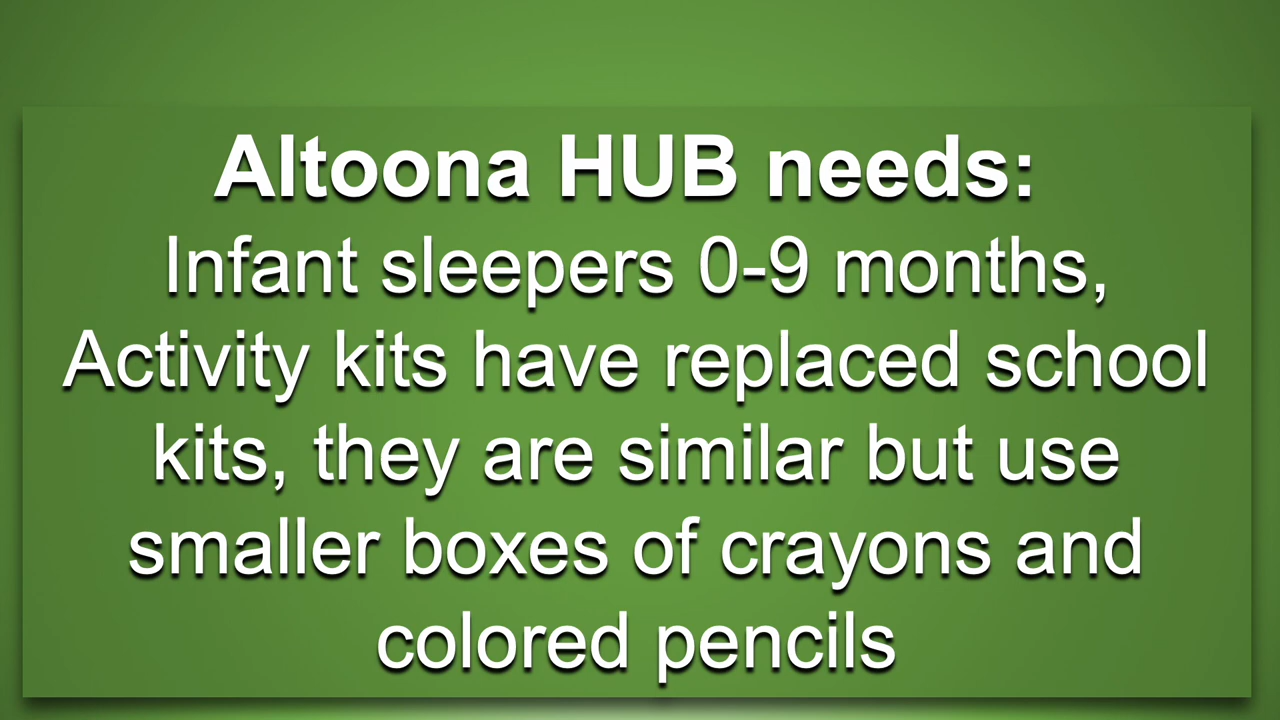 Altoona HUB needs:
Infant sleepers 0-9 months,
Activity kits have replaced school
kits, they are similar but use
smaller boxes of crayons and
colored pencils